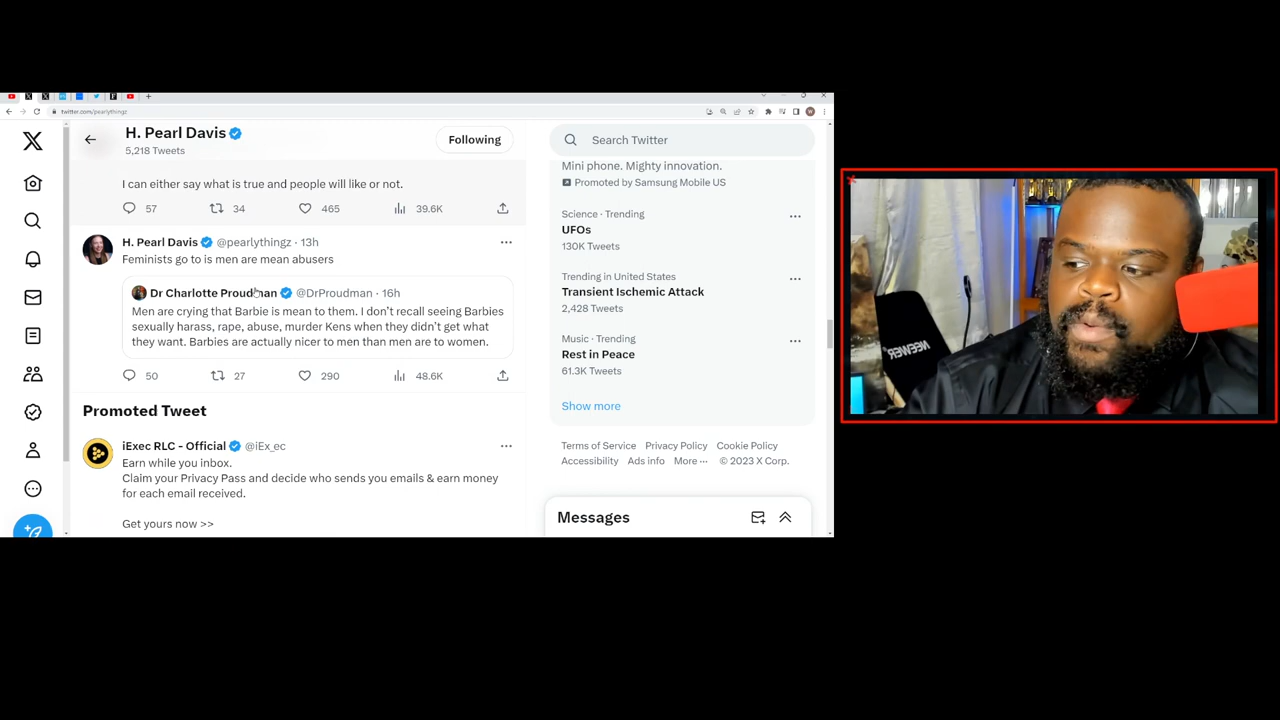 twitter.com/pearlythingz
H. Pearl Davis
5,218 Tweets
Following
I can either say what is true and people will like or not.
57 34 465 39.6K
H. Pearl Davis @pearlythingz · 13h
Feminists go to is men are mean abusers
Dr Charlotte Proudman @DrProudman · 16h
Men are crying that Barbie is mean to them. I don't recall seeing Barbies
sexually harass, rape, abuse, murder Kens when they didn't get what
they want. Barbies are actually nicer to men than men are to women.
50 27 290 48.6K
Promoted Tweet
iExec RLC - Official @iEx_ec
Earn while you inbox.
Claim your Privacy Pass and decide who sends you emails & earn money
for each email received.
Get yours now >>
Search Twitter
Mini phone. Mighty innovation.
Promoted by Samsung Mobile US
Science · Trending
UFOs
130K Tweets
Trending in United States
Transient Ischemic Attack
2,428 Tweets
Music · Trending
Rest in Peace
61.3K Tweets
Show more
Terms of Service Privacy Policy Cookie Policy
Accessibility Ads info More ··· © 2023 X Corp.
Messages
NEEWER